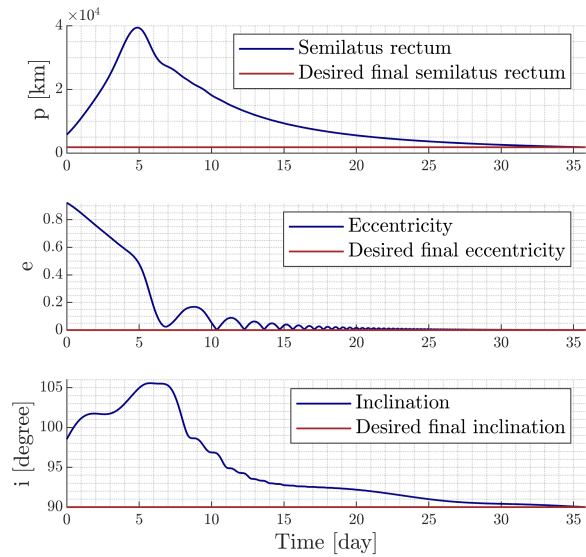 ×10⁴
4
2
0
p [km]
Semilatus rectum
Desired final semilatus rectum
0 5 10 15 20 25 30 35
0.8
0.6
0.4
0.2
0
e
Eccentricity
Desired final eccentricity
0 5 10 15 20 25 30 35
105
100
95
90
i [degree]
Inclination
Desired final inclination
0 5 10 15 20 25 30 35
Time [day]